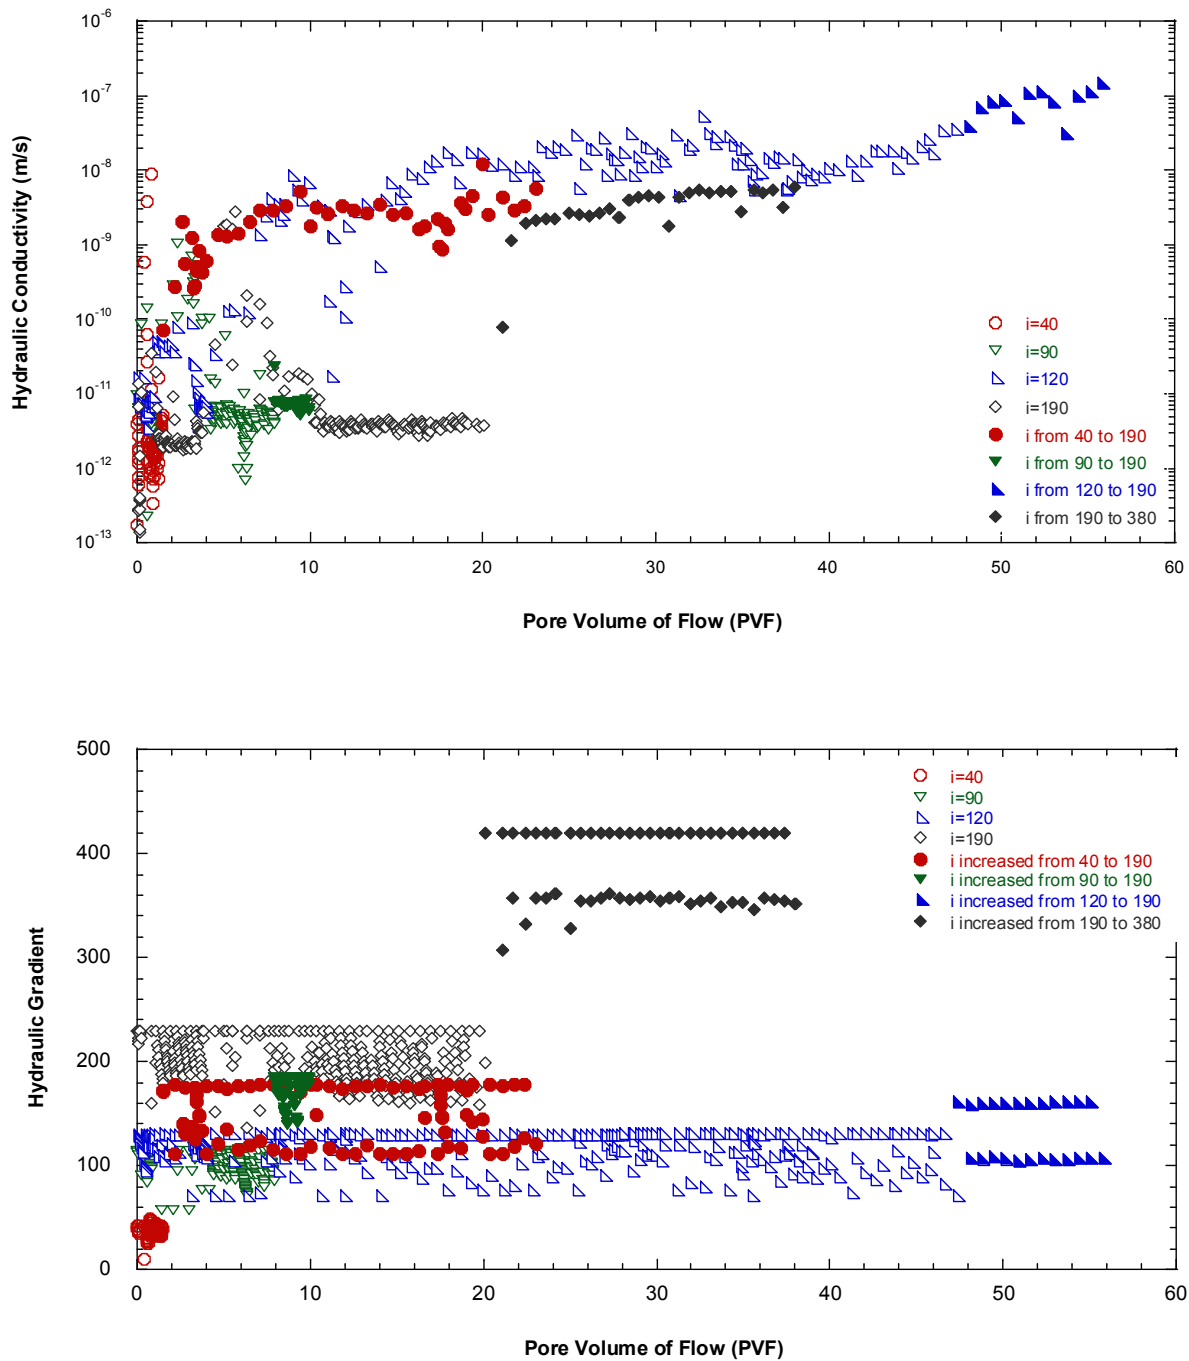 10-6
10-7
10-8
10-9
10-10
10-11
10-12
10-13
Hydraulic Conductivity (m/s)
i=40
i=90
i=120
i=190
i from 40 to 190
i from 90 to 190
i from 120 to 190
i from 190 to 380
0 10 20 30 40 50 60
Pore Volume of Flow (PVF)
500
400
300
200
100
0
Hydraulic Gradient
i=40
i=90
i=120
i=190
i increased from 40 to 190
i increased from 90 to 190
i increased from 120 to 190
i increased from 190 to 380
0 10 20 30 40 50 60
Pore Volume of Flow (PVF)